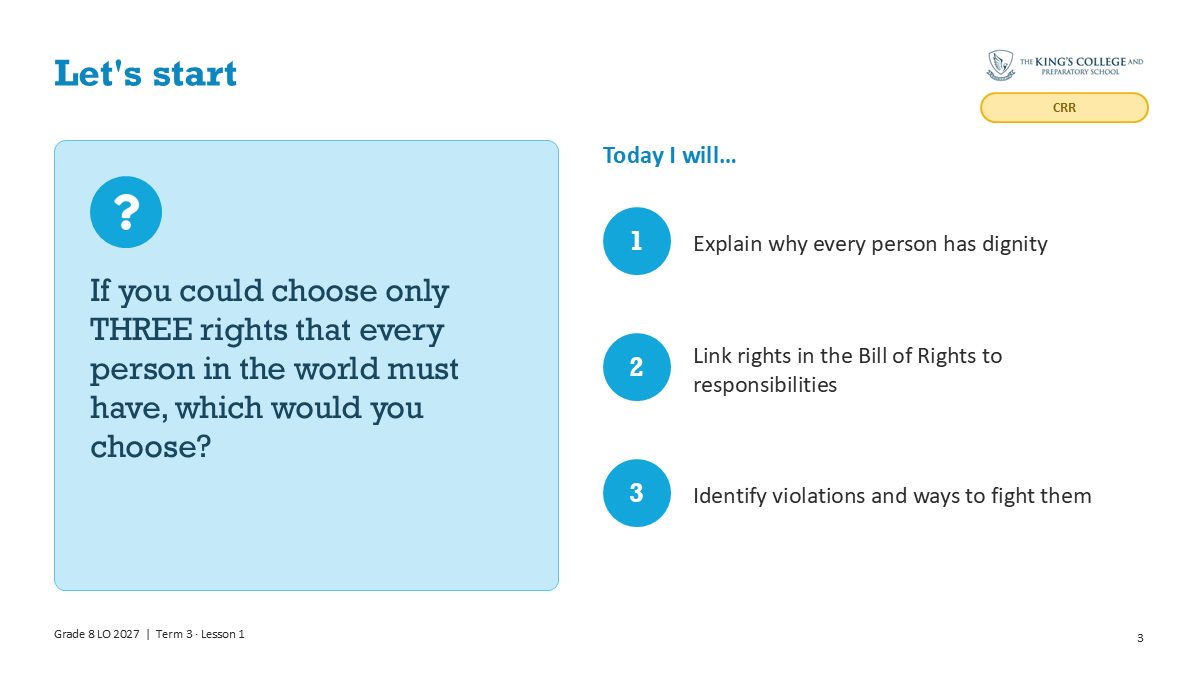 Let's start
THE KING'S COLLEGE AND
PREPARATORY SCHOOL
CRR
?
If you could choose only
THREE rights that every
person in the world must
have, which would you
choose?
Today I will...
1
Explain why every person has dignity
2
Link rights in the Bill of Rights to
responsibilities
3
Identify violations and ways to fight them
Grade 8 LO 2027 | Term 3 · Lesson 1
3